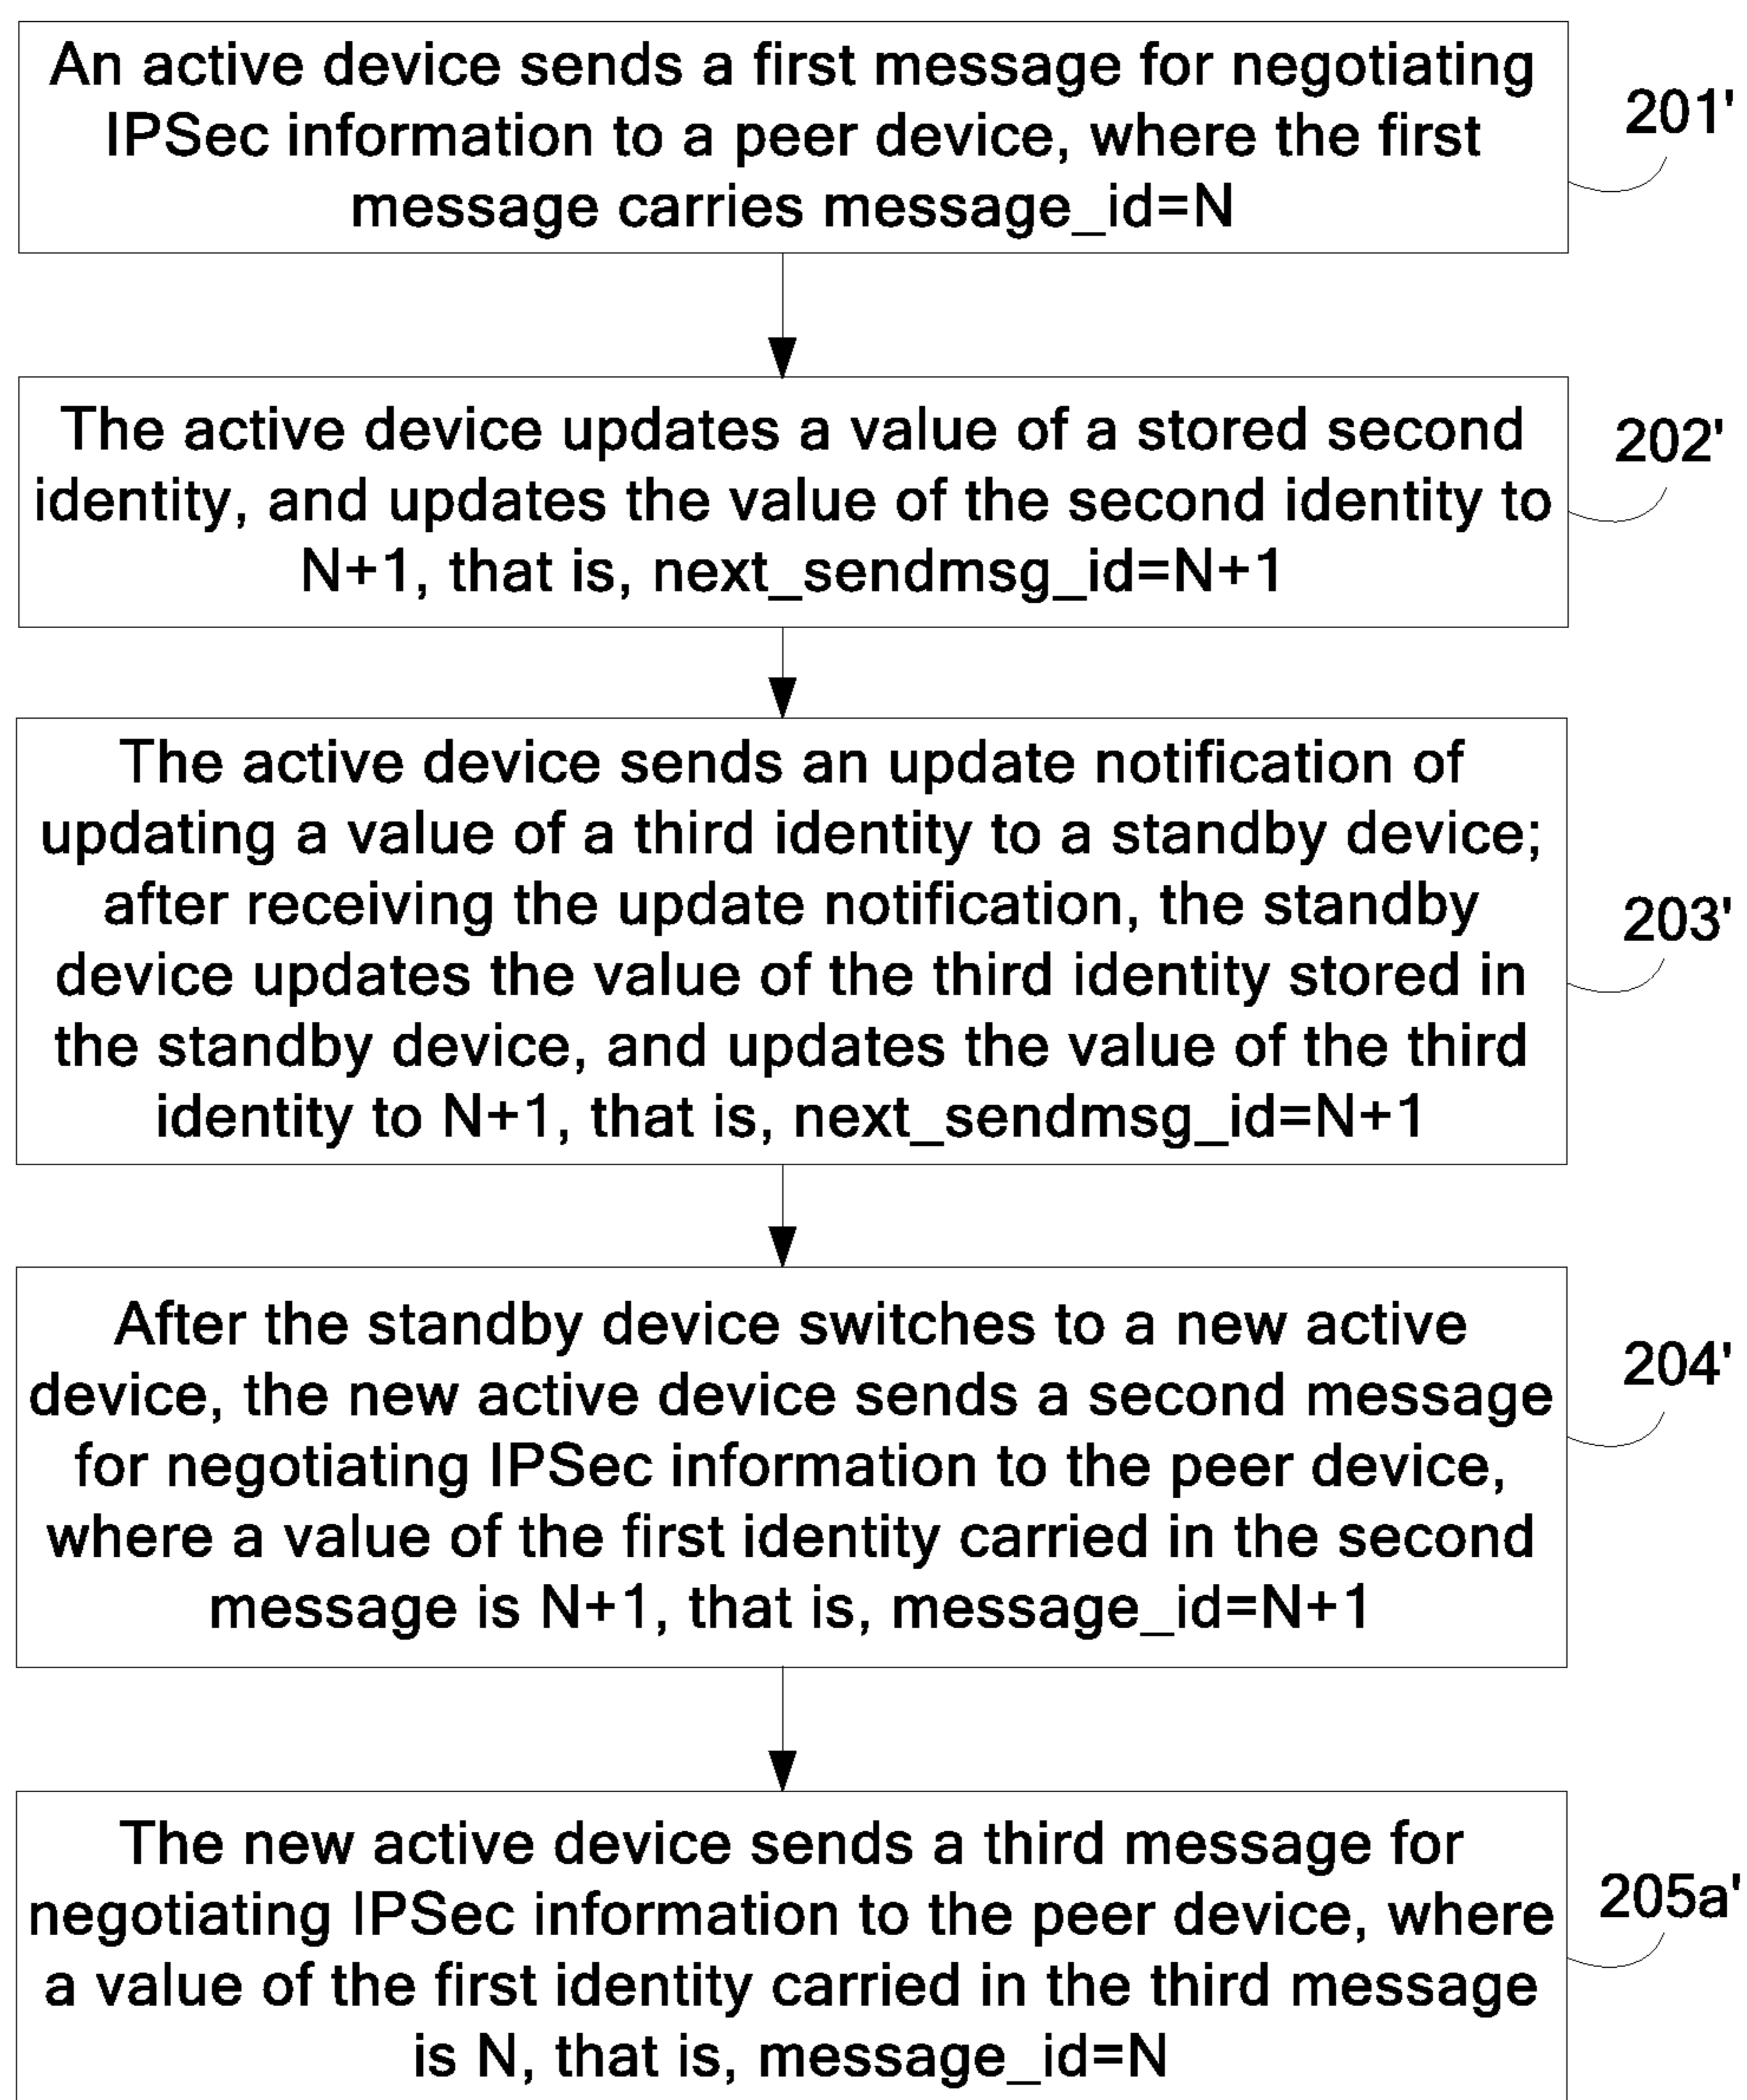 An active device sends a first message for negotiating
IPSec information to a peer device, where the first
message carries message_id=N
201'
The active device updates a value of a stored second
identity, and updates the value of the second identity to
N+1, that is, next_sendmsg_id=N+1
202'
The active device sends an update notification of
updating a value of a third identity to a standby device;
after receiving the update notification, the standby
device updates the value of the third identity stored in
the standby device, and updates the value of the third
identity to N+1, that is, next_sendmsg_id=N+1
203'
After the standby device switches to a new active
device, the new active device sends a second message
for negotiating IPSec information to the peer device,
where a value of the first identity carried in the second
message is N+1, that is, message_id=N+1
204'
The new active device sends a third message for
negotiating IPSec information to the peer device, where
a value of the first identity carried in the third message
is N, that is, message_id=N
205a'